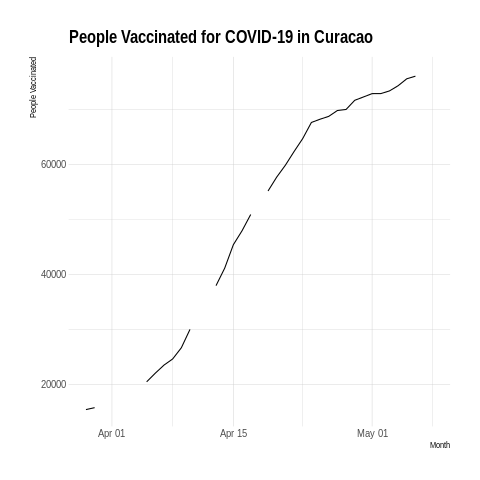 People Vaccinated for COVID-19 in Curacao
People Vaccinated
60000
40000
20000
Apr 01
Apr 15
May 01
Month